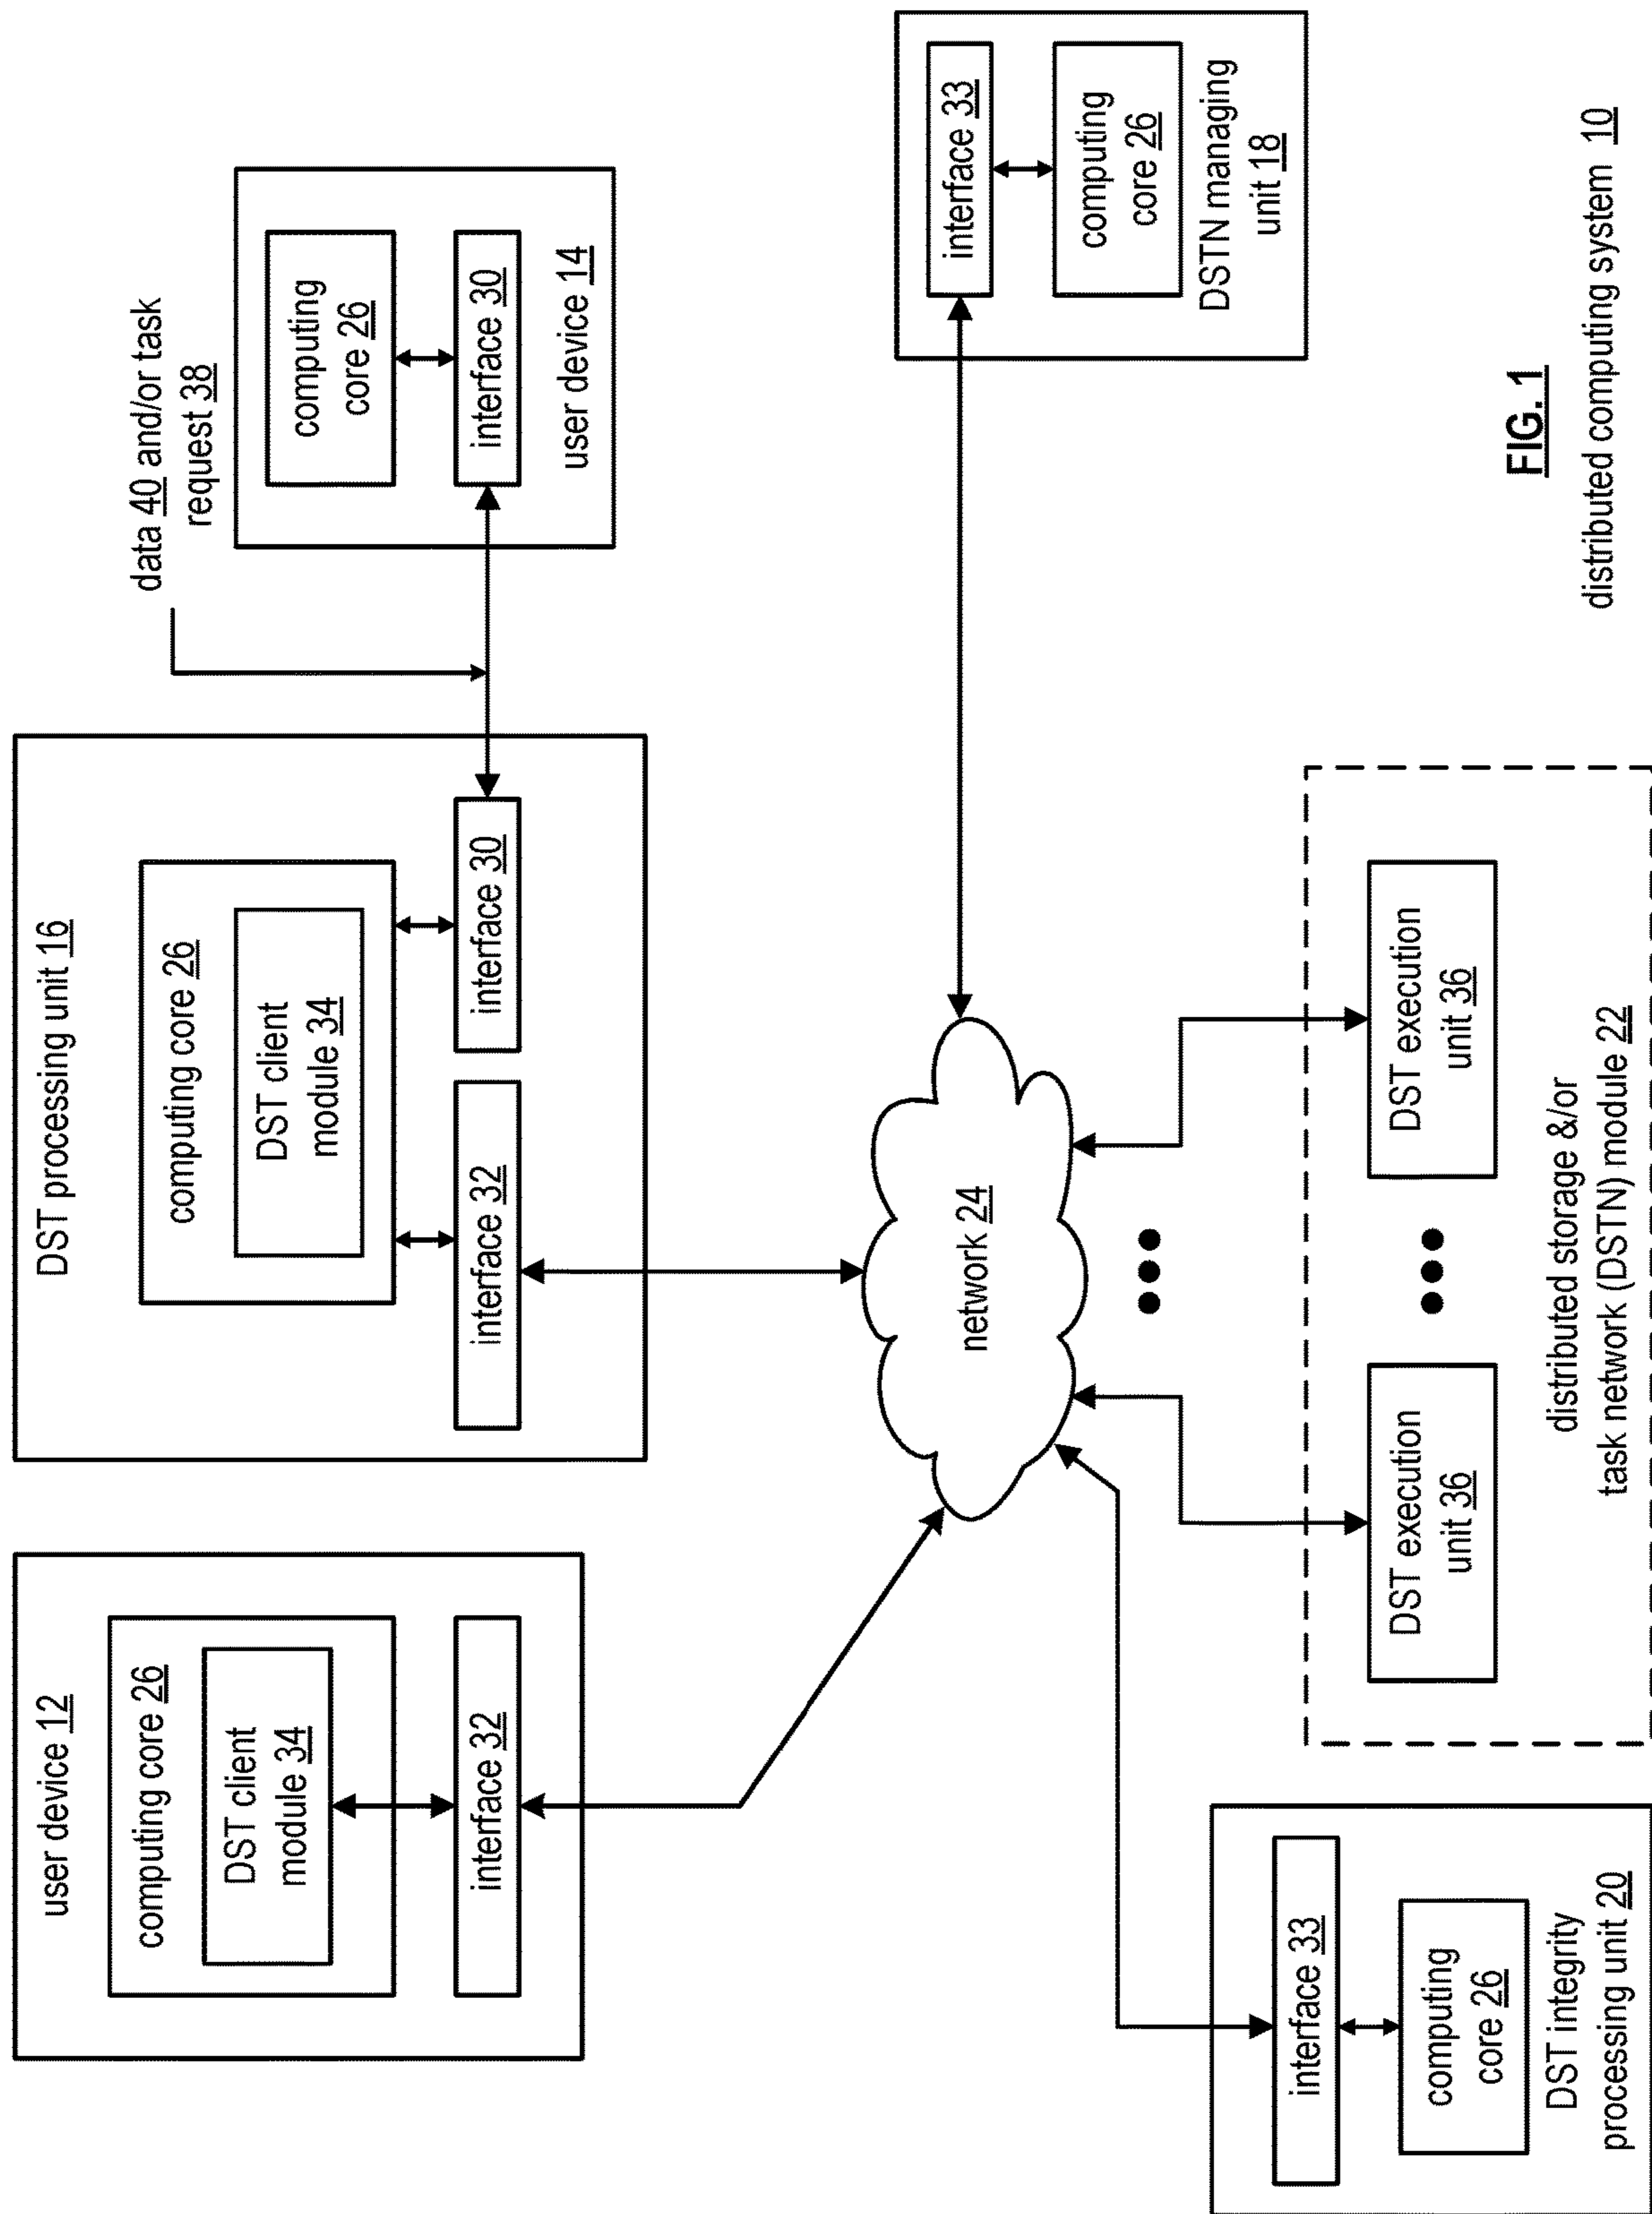 user device 12
computing core 26
DST client
module 34
interface 32
DST processing unit 16
computing core 26
DST client
module 34
interface 32
interface 30
data 40 and/or task
request 38
computing
core 26
interface 30
user device 14
network 24
interface 33
computing
core 26
DSTN managing
unit 18
interface 33
computing
core 26
DST integrity
processing unit 20
DST execution
unit 36
DST execution
unit 36
distributed storage &/or
task network (DSTN) module 22
FIG. 1
distributed computing system 10